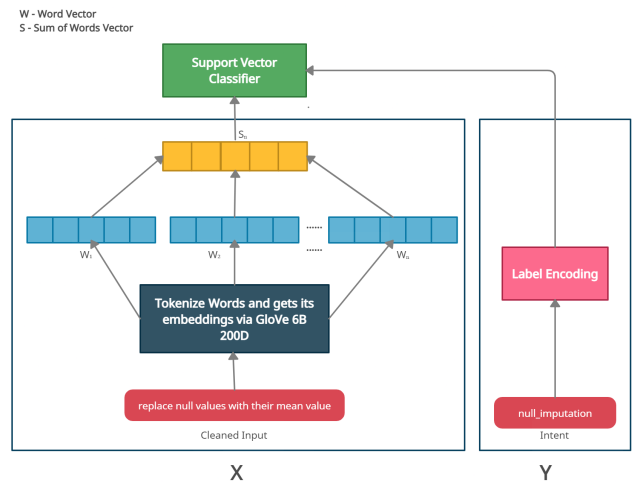 W - Word Vector
S - Sum of Words Vector
Support Vector
Classifier
Sₙ
W₁
W₂
......
......
Wₙ
Tokenize Words and gets its
embeddings via GloVe 6B
200D
Label Encoding
replace null values with their mean value
Cleaned Input
null_imputation
Intent
X
Y